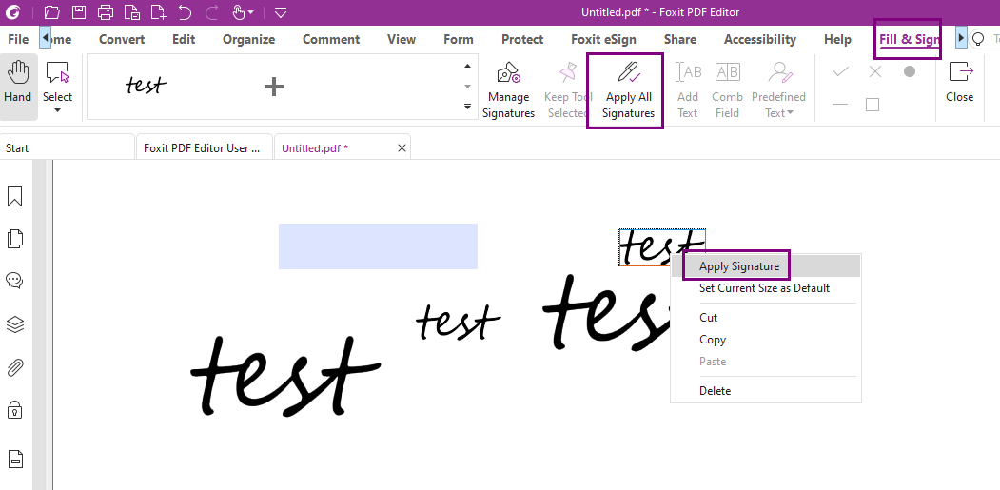 Untitled.pdf * - Foxit PDF Editor
File ome Convert Edit Organize Comment View Form Protect Foxit eSign Share Accessibility Help Fill & Sign
Hand
Select
test
Manage Signatures
Keep Tool Selected
Apply All Signatures
Add Text
Comb Field
Predefined Text
Close
Start
Foxit PDF Editor User ...
Untitled.pdf *
test
Apply Signature
Set Current Size as Default
test
test
Cut
Copy
Paste
test
Delete